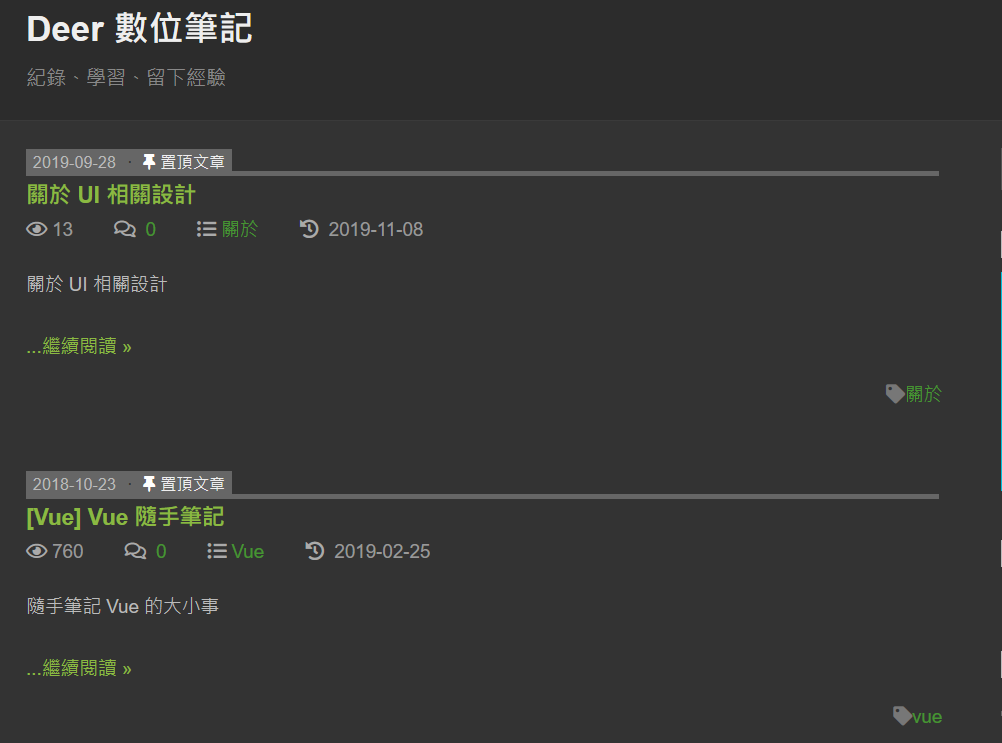 Deer 數位筆記
紀錄、學習、留下經驗
2019-09-28 · 置頂文章
關於 UI 相關設計
13 0 關於 2019-11-08
關於 UI 相關設計
...繼續閱讀 »
關於
2018-10-23 · 置頂文章
[Vue] Vue 隨手筆記
760 0 Vue 2019-02-25
隨手筆記 Vue 的大小事
...繼續閱讀 »
vue